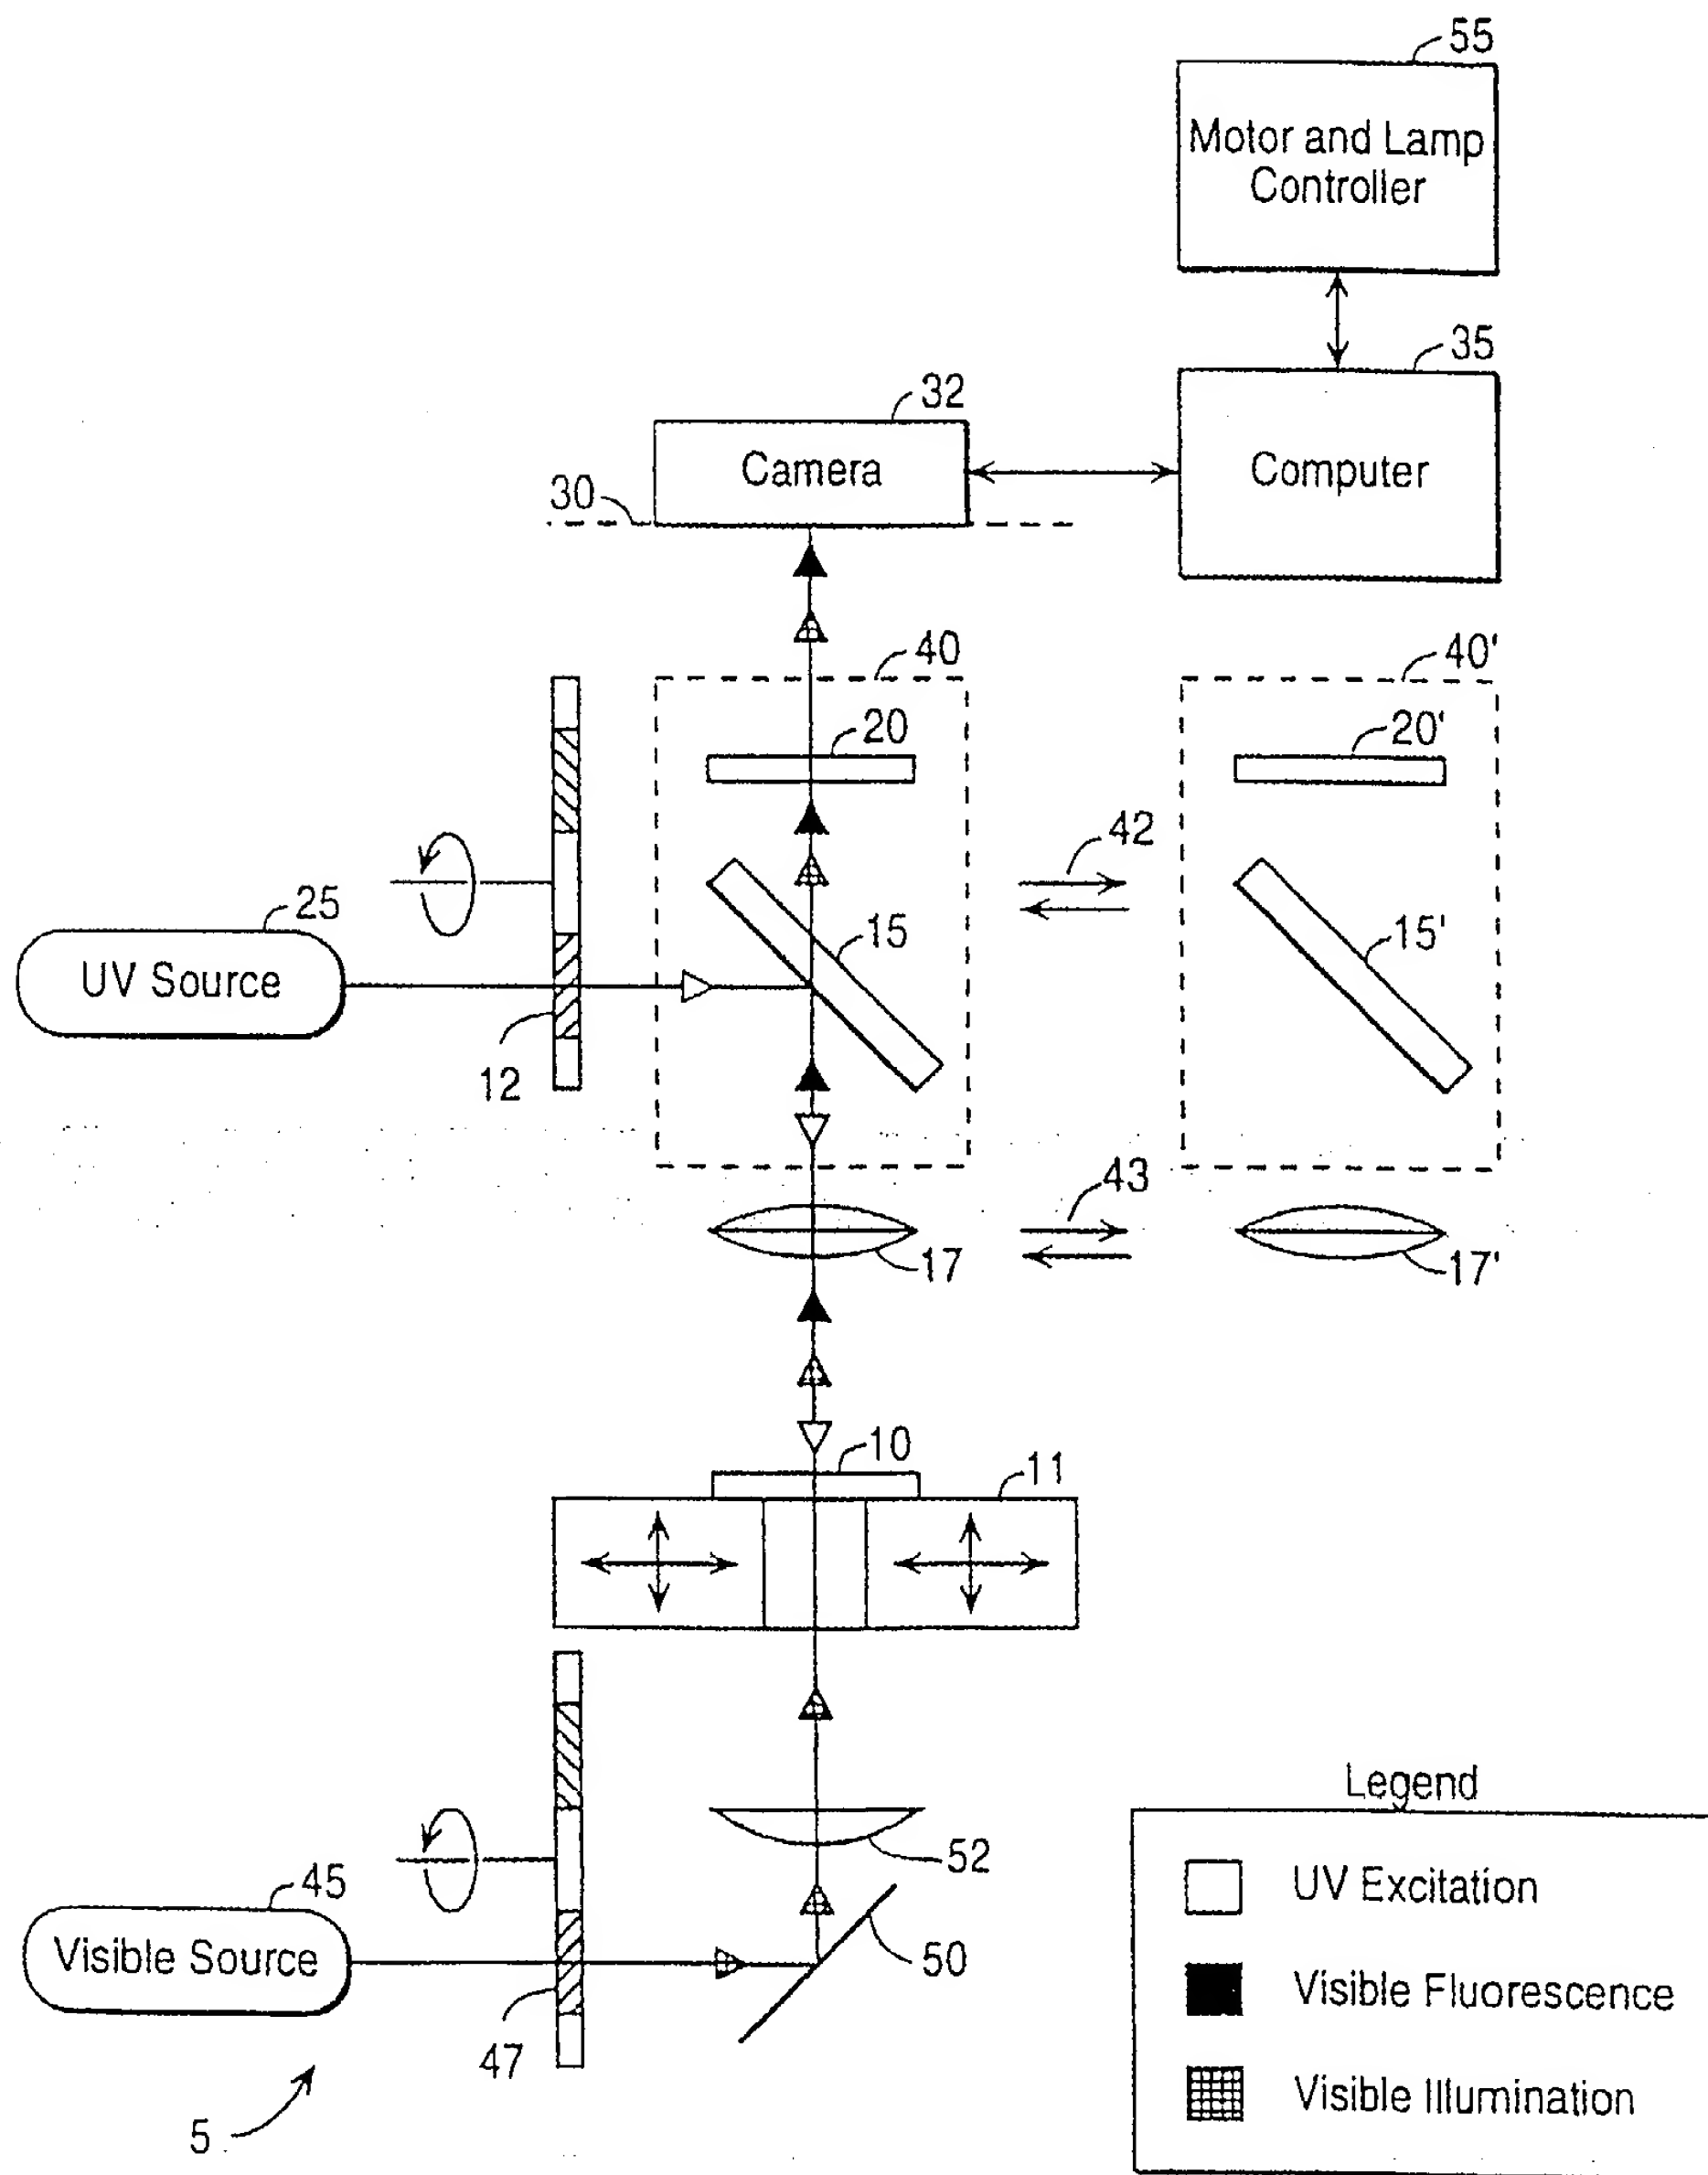 55
Motor and Lamp
Controller
35
32
Camera
Computer
30
40
40'
20
20'
42
25
15
15'
UV Source
12
43
17
17'
10
11
Legend
52
UV Excitation
45
Visible Source
50
Visible Fluorescence
47
Visible Illumination
5